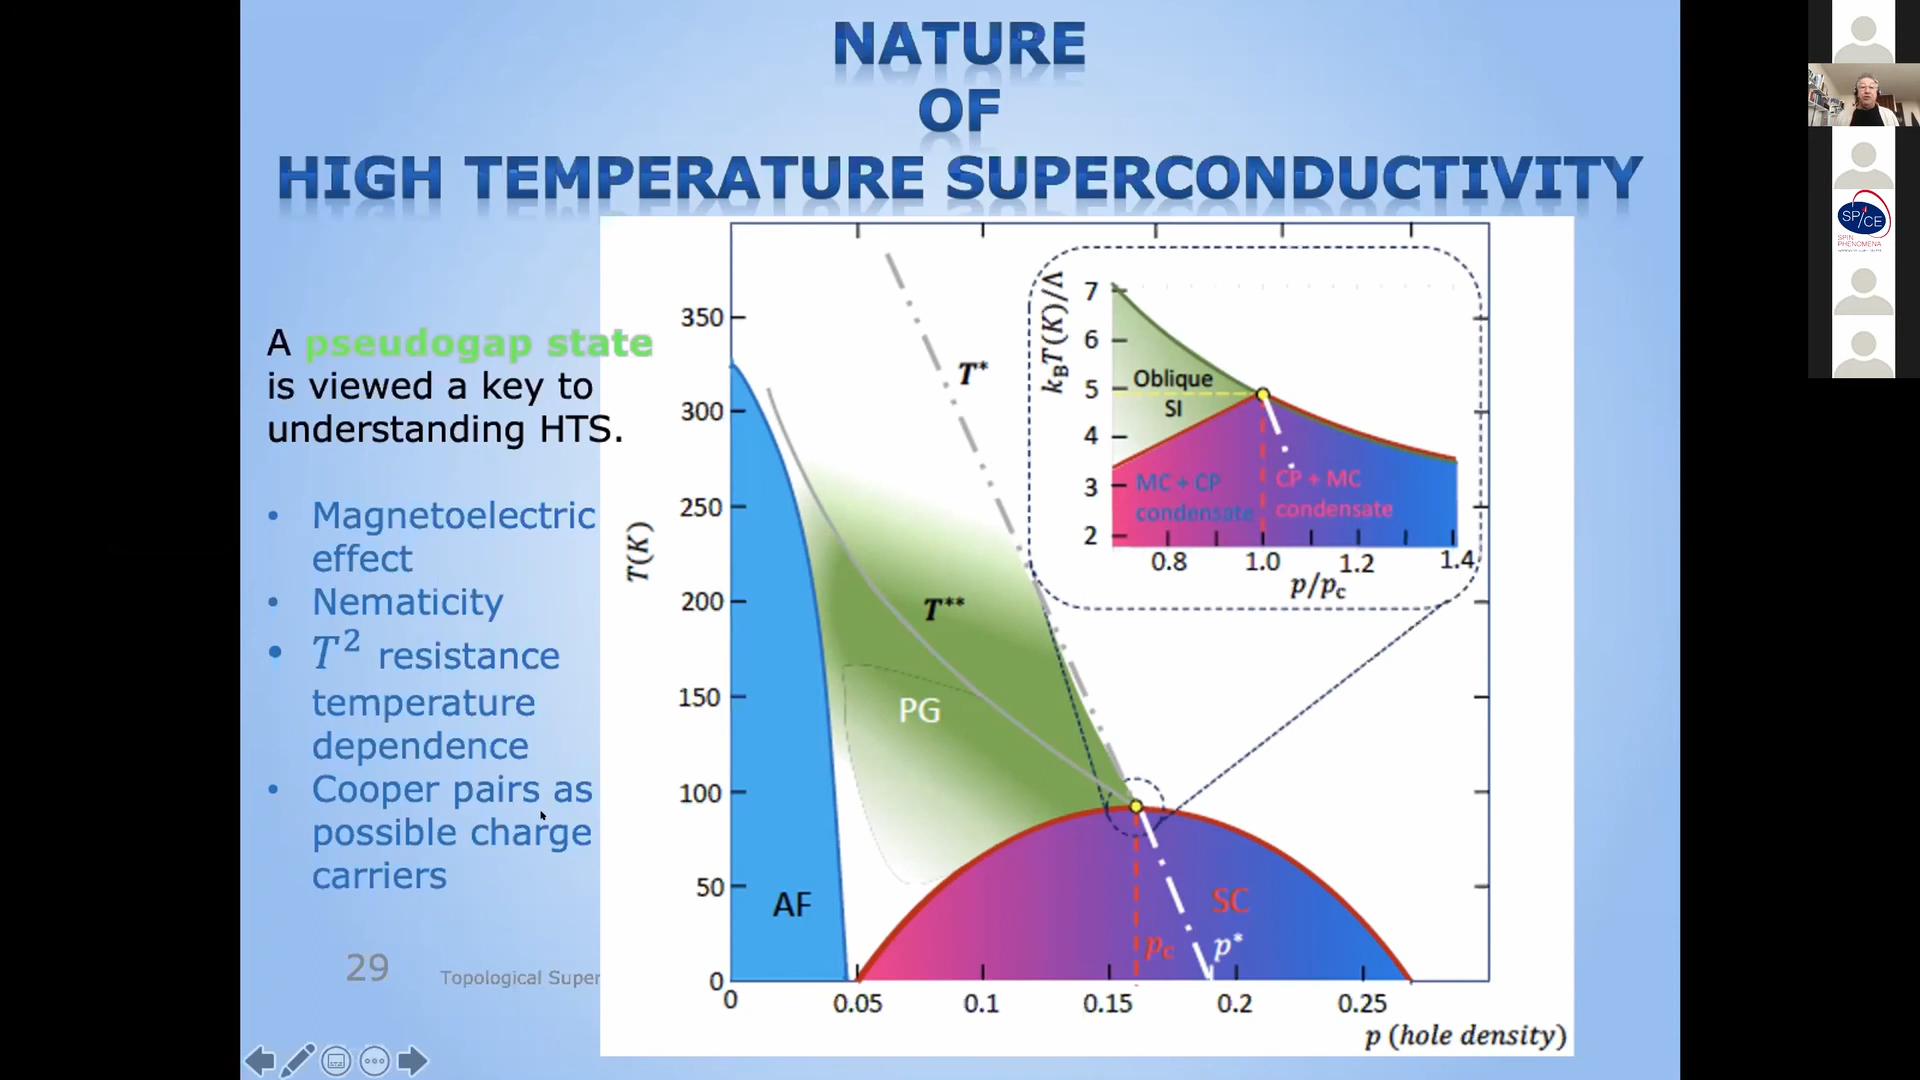 NATURE
OF
HIGH TEMPERATURE SUPERCONDUCTIVITY
A pseudogap state
is viewed a key to
understanding HTS.
• Magnetoelectric
effect
• Nematicity
• T² resistance
temperature
dependence
• Cooper pairs as
possible charge
carriers
29
Topological Super
T(K)
350
300
250
200
150
100
50
0
0
0.05
0.1
0.15
0.2
0.25
p (hole density)
T*
T**
PG
AF
SC
pc
p*
kBT(K)/Λ
7
6
5
4
3
2
Oblique
SI
MC + CP
condensate
CP + MC
condensate
0.8
1.0
1.2
1.4
p/pc
SPICE
SPIN
PHENOMENA